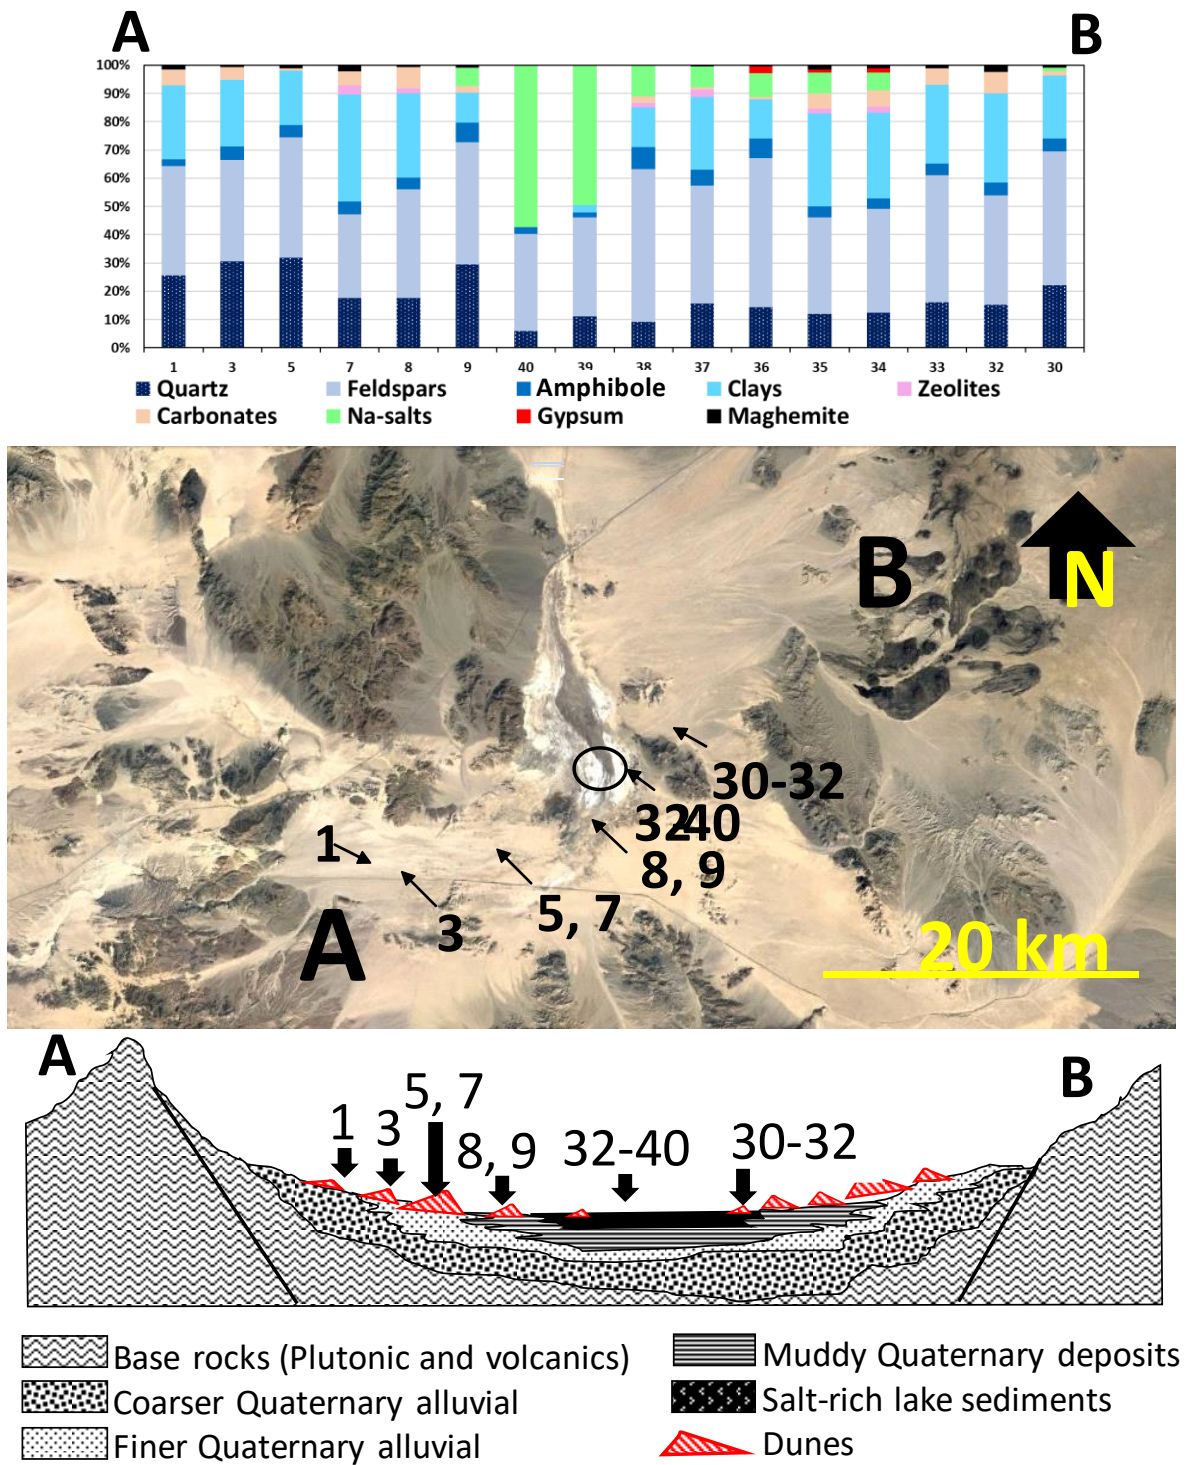 A B
100%
90%
80%
70%
60%
50%
40%
30%
20%
10%
0%
1 3 5 7 8 9 40 39 38 37 36 35 34 33 32 30
Quartz Feldspars Amphibole Clays Zeolites
Carbonates Na-salts Gypsum Maghemite
B
N
30-32
3240
1
8, 9
5, 7
3
A
20 km
A
B
5, 7
1
3
8, 9
32-40
30-32
Base rocks (Plutonic and volcanics)
Muddy Quaternary deposits
Coarser Quaternary alluvial
Salt-rich lake sediments
Finer Quaternary alluvial
Dunes